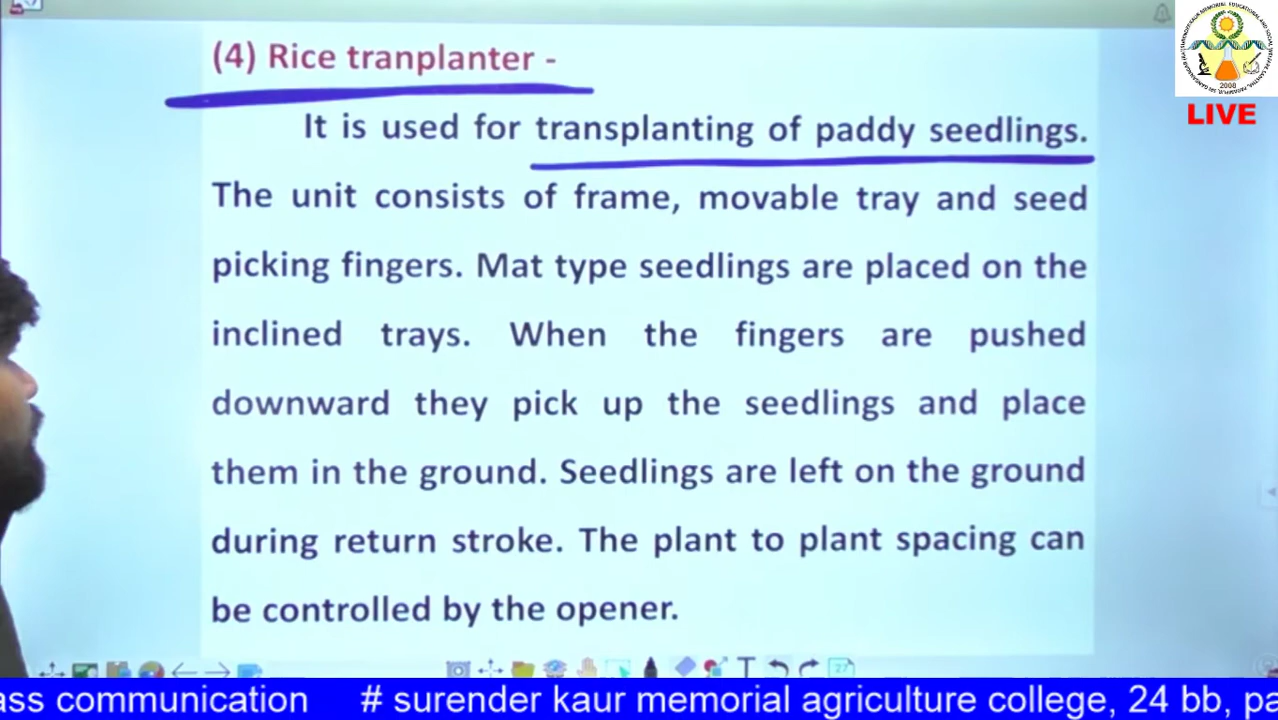 (4) Rice tranplanter -
It is used for transplanting of paddy seedlings.
The unit consists of frame, movable tray and seed
picking fingers. Mat type seedlings are placed on the
inclined trays. When the fingers are pushed
downward they pick up the seedlings and place
them in the ground. Seedlings are left on the ground
during return stroke. The plant to plant spacing can
be controlled by the opener.
2008
LIVE
27
ass communication # surender kaur memorial agriculture college, 24 bb, pa